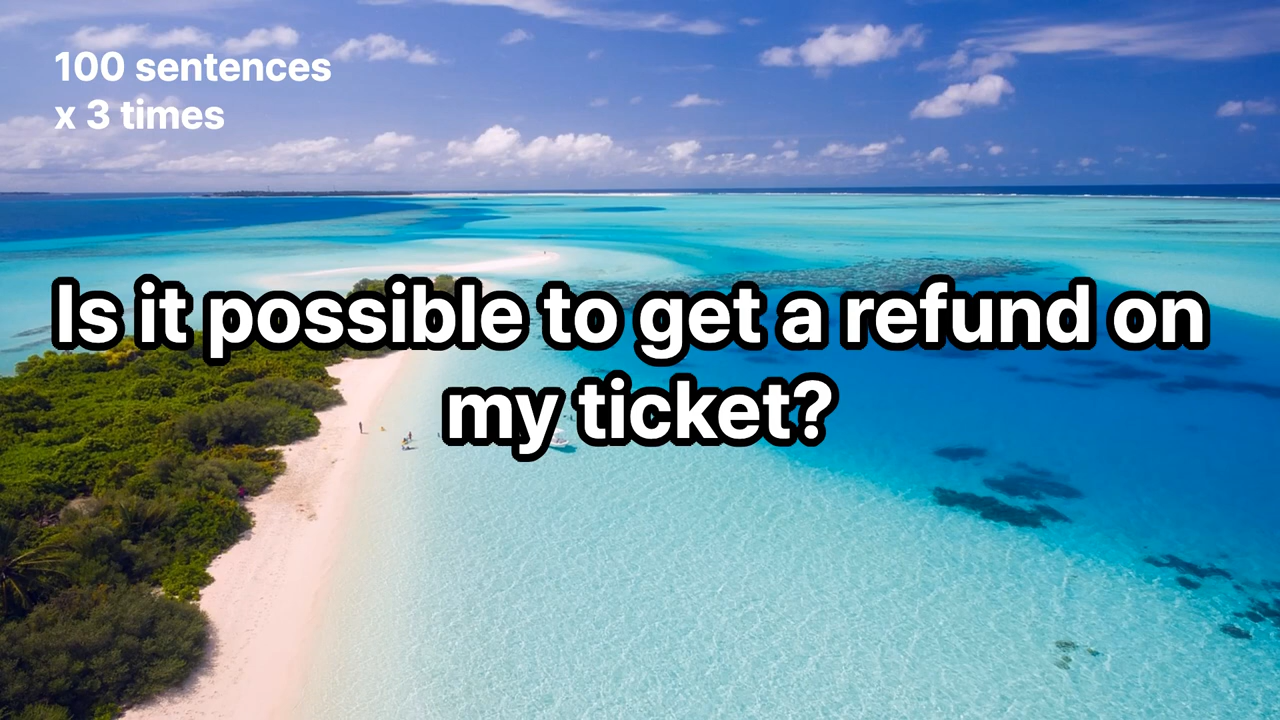 100 sentences
x 3 times
Is it possible to get a refund on
my ticket?